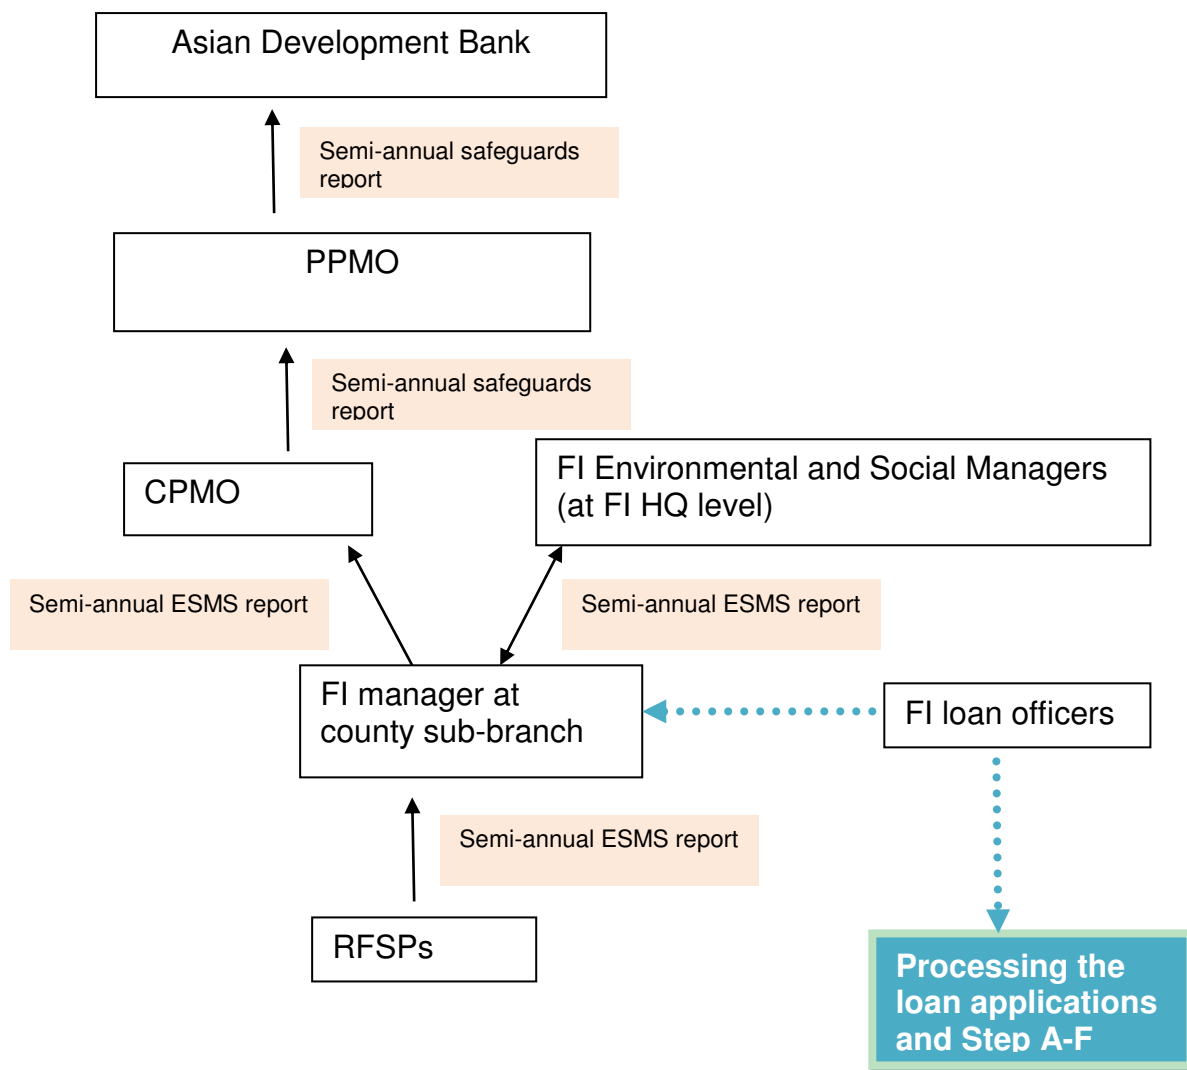 Asian Development Bank
Semi-annual safeguards
report
PPMO
Semi-annual safeguards
report
CPMO
FI Environmental and Social Managers
(at FI HQ level)
Semi-annual ESMS report
Semi-annual ESMS report
FI manager at
county sub-branch
FI loan officers
Semi-annual ESMS report
RFSPs
Processing the
loan applications
and Step A-F